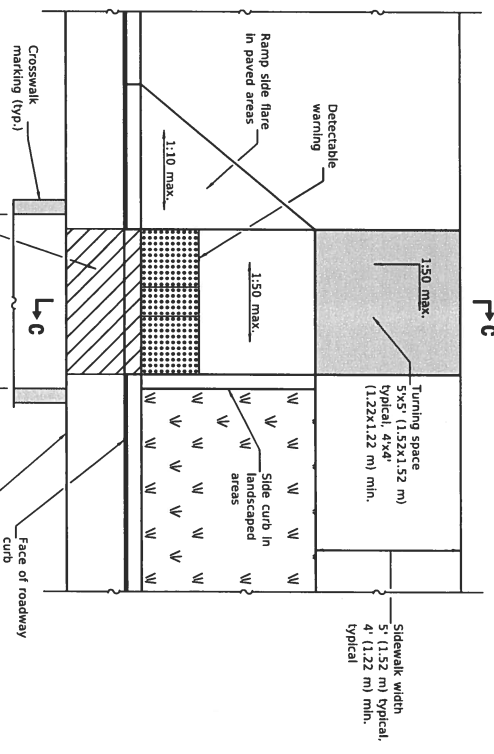 Crosswalk
marking (typ.)
Ramp side flare
in paved areas
1:10 max.
Detectable
warning
1:50 max.
1:50 max.
C
C
Turning space
5'x5' (1.52x1.52 m)
typical, 4'x4'
(1.22x1.22 m) min.
Side curb in
landscaped
areas
Face of roadway
curb
Sidewalk width
5' (1.52 m) typical,
4' (1.22 m) min.
typical